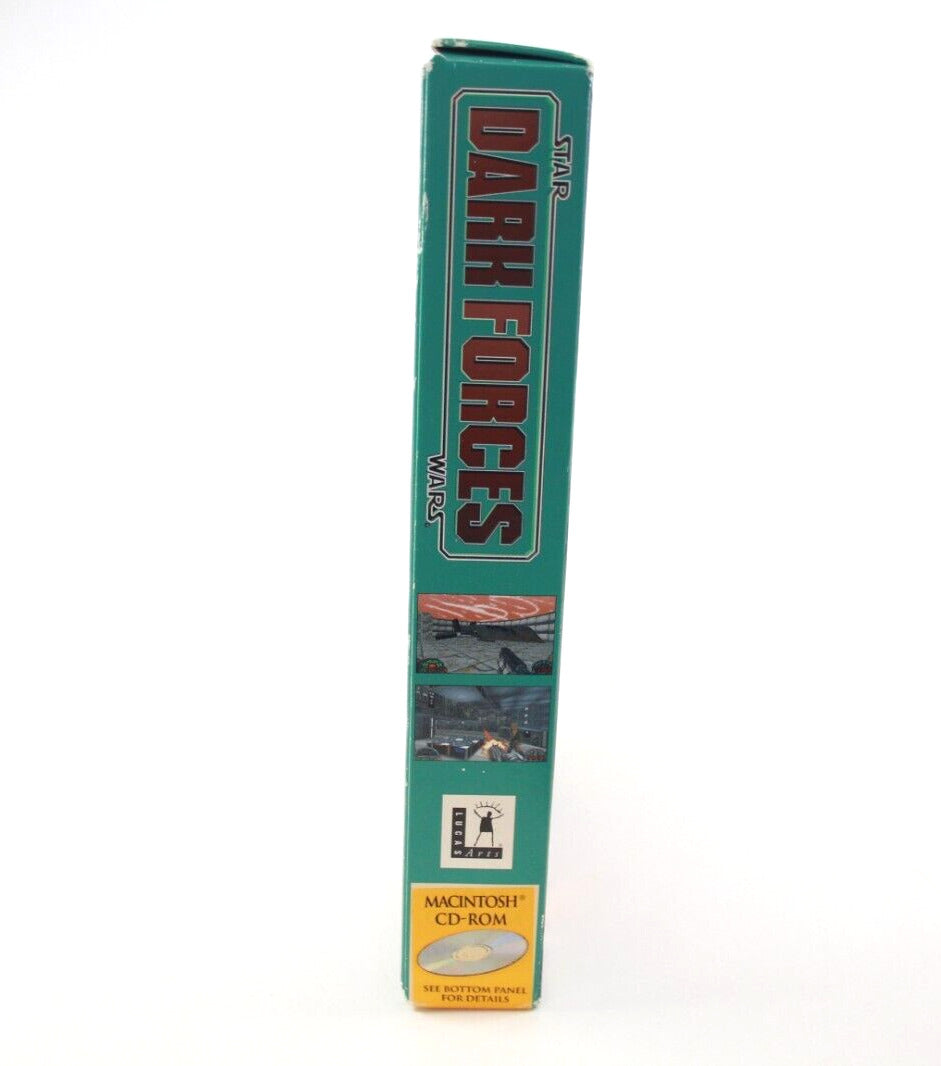 STAR
DARK FORCES
WARS
LUCAS
Arts
MACINTOSH®
CD-ROM
SEE BOTTOM PANEL
FOR DETAILS